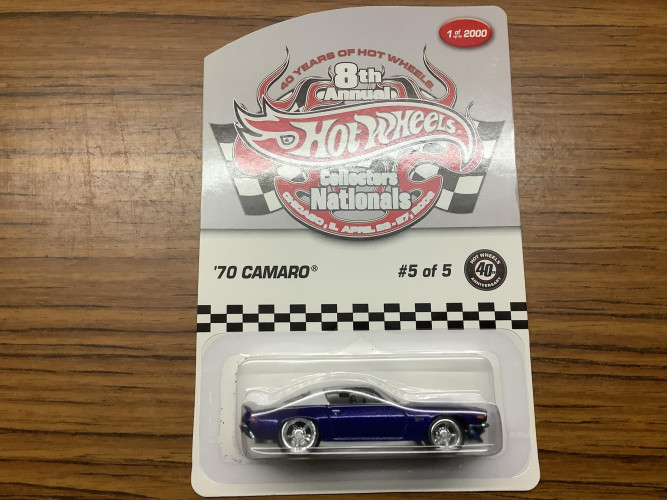 1 of 2000
40 YEARS OF HOT WHEELS
8th
Annual
HOT WHEELS
Collectors
Nationals
'70 CAMARO®
#5 of 5
HOT WHEELS
40th
ANNIVERSARY